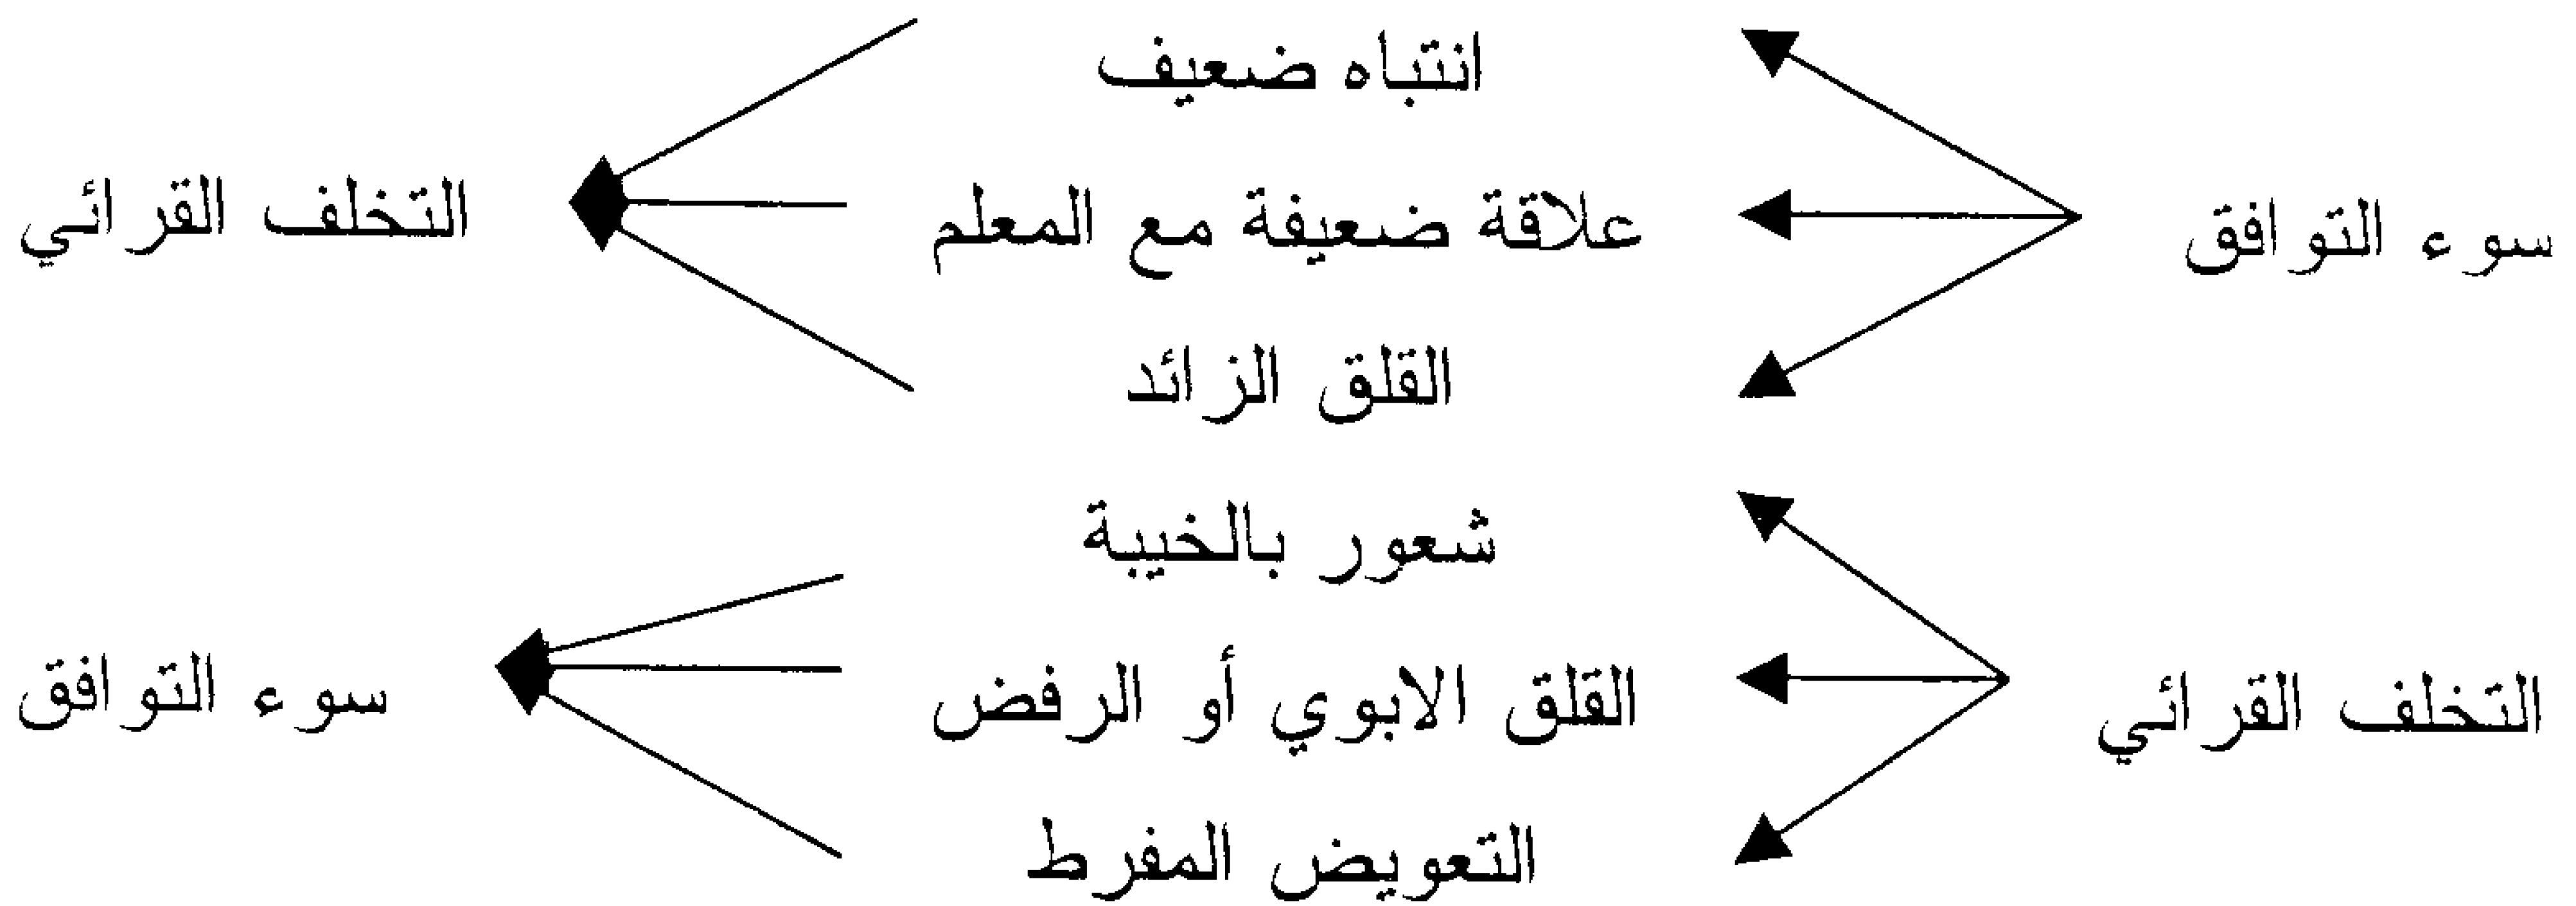 انتباه ضعيف
سوء التوافق
علاقة ضعيفة مع المعلم
التخلف القرائي
القلق الزائد
شعور بالخيبة
التخلف القرائي
القلق الابوي أو الرفض
سوء التوافق
التعويض المفرط